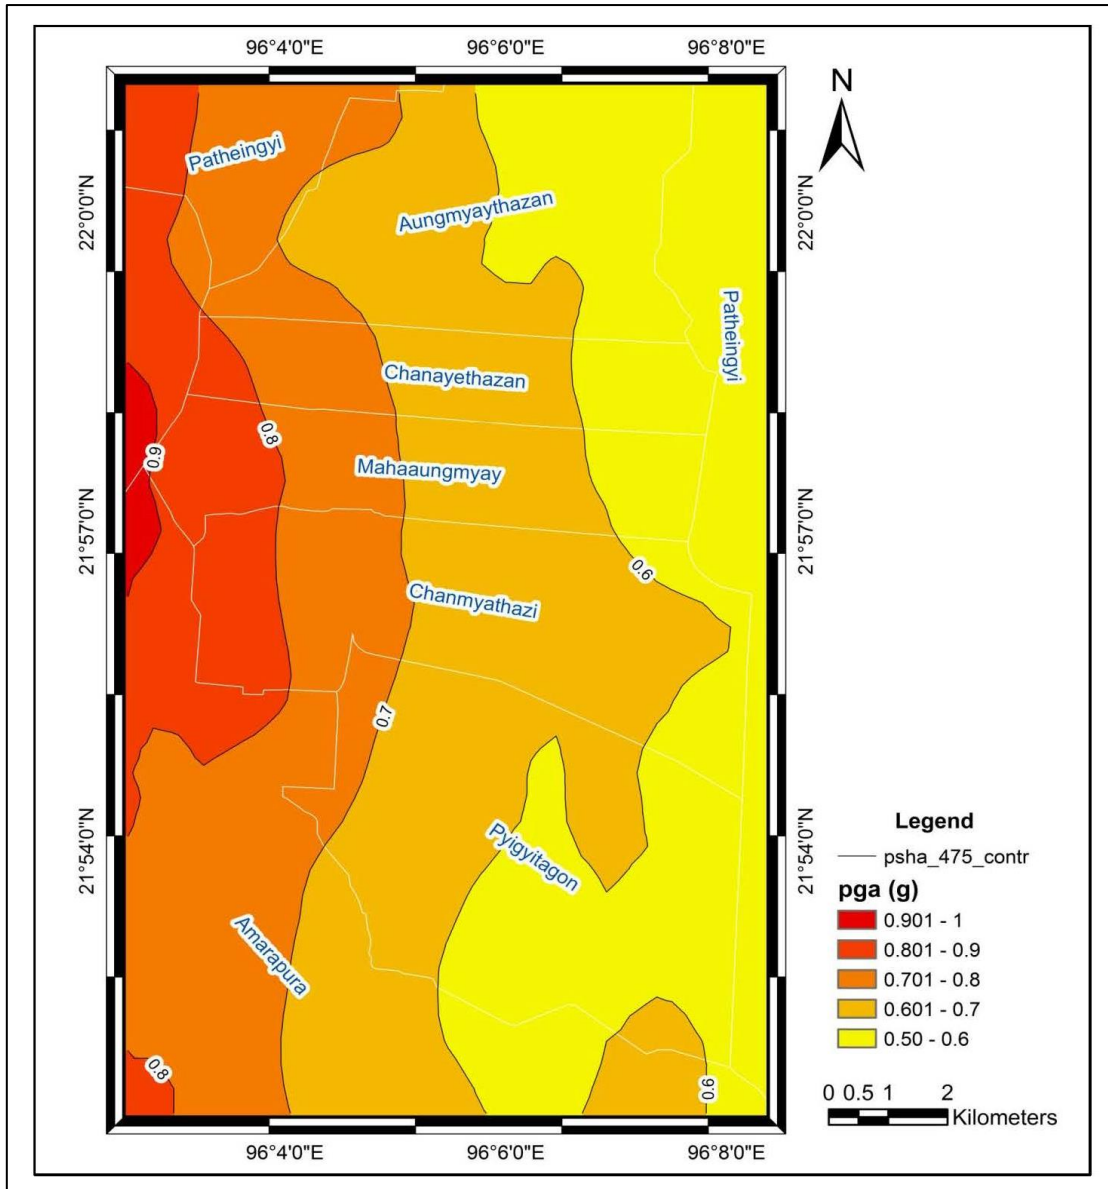 96°4'0"E 96°6'0"E 96°8'0"E
N
Patheingyi
22°0'0"N
Aungmyaythazan
22°0'0"N
Patheingyi
Chanayethazan
0.8
0.9
Mahaaungmyay
21°57'0"N
0.6
21°57'0"N
Chanmyathazi
0.7
21°54'0"N
Pyigyitagon
21°54'0"N
Amarapura
0.8
0.6
Legend
psha_475_contr
pga (g)
0.901 - 1
0.801 - 0.9
0.701 - 0.8
0.601 - 0.7
0.50 - 0.6
0 0.5 1 2
Kilometers
96°4'0"E 96°6'0"E 96°8'0"E